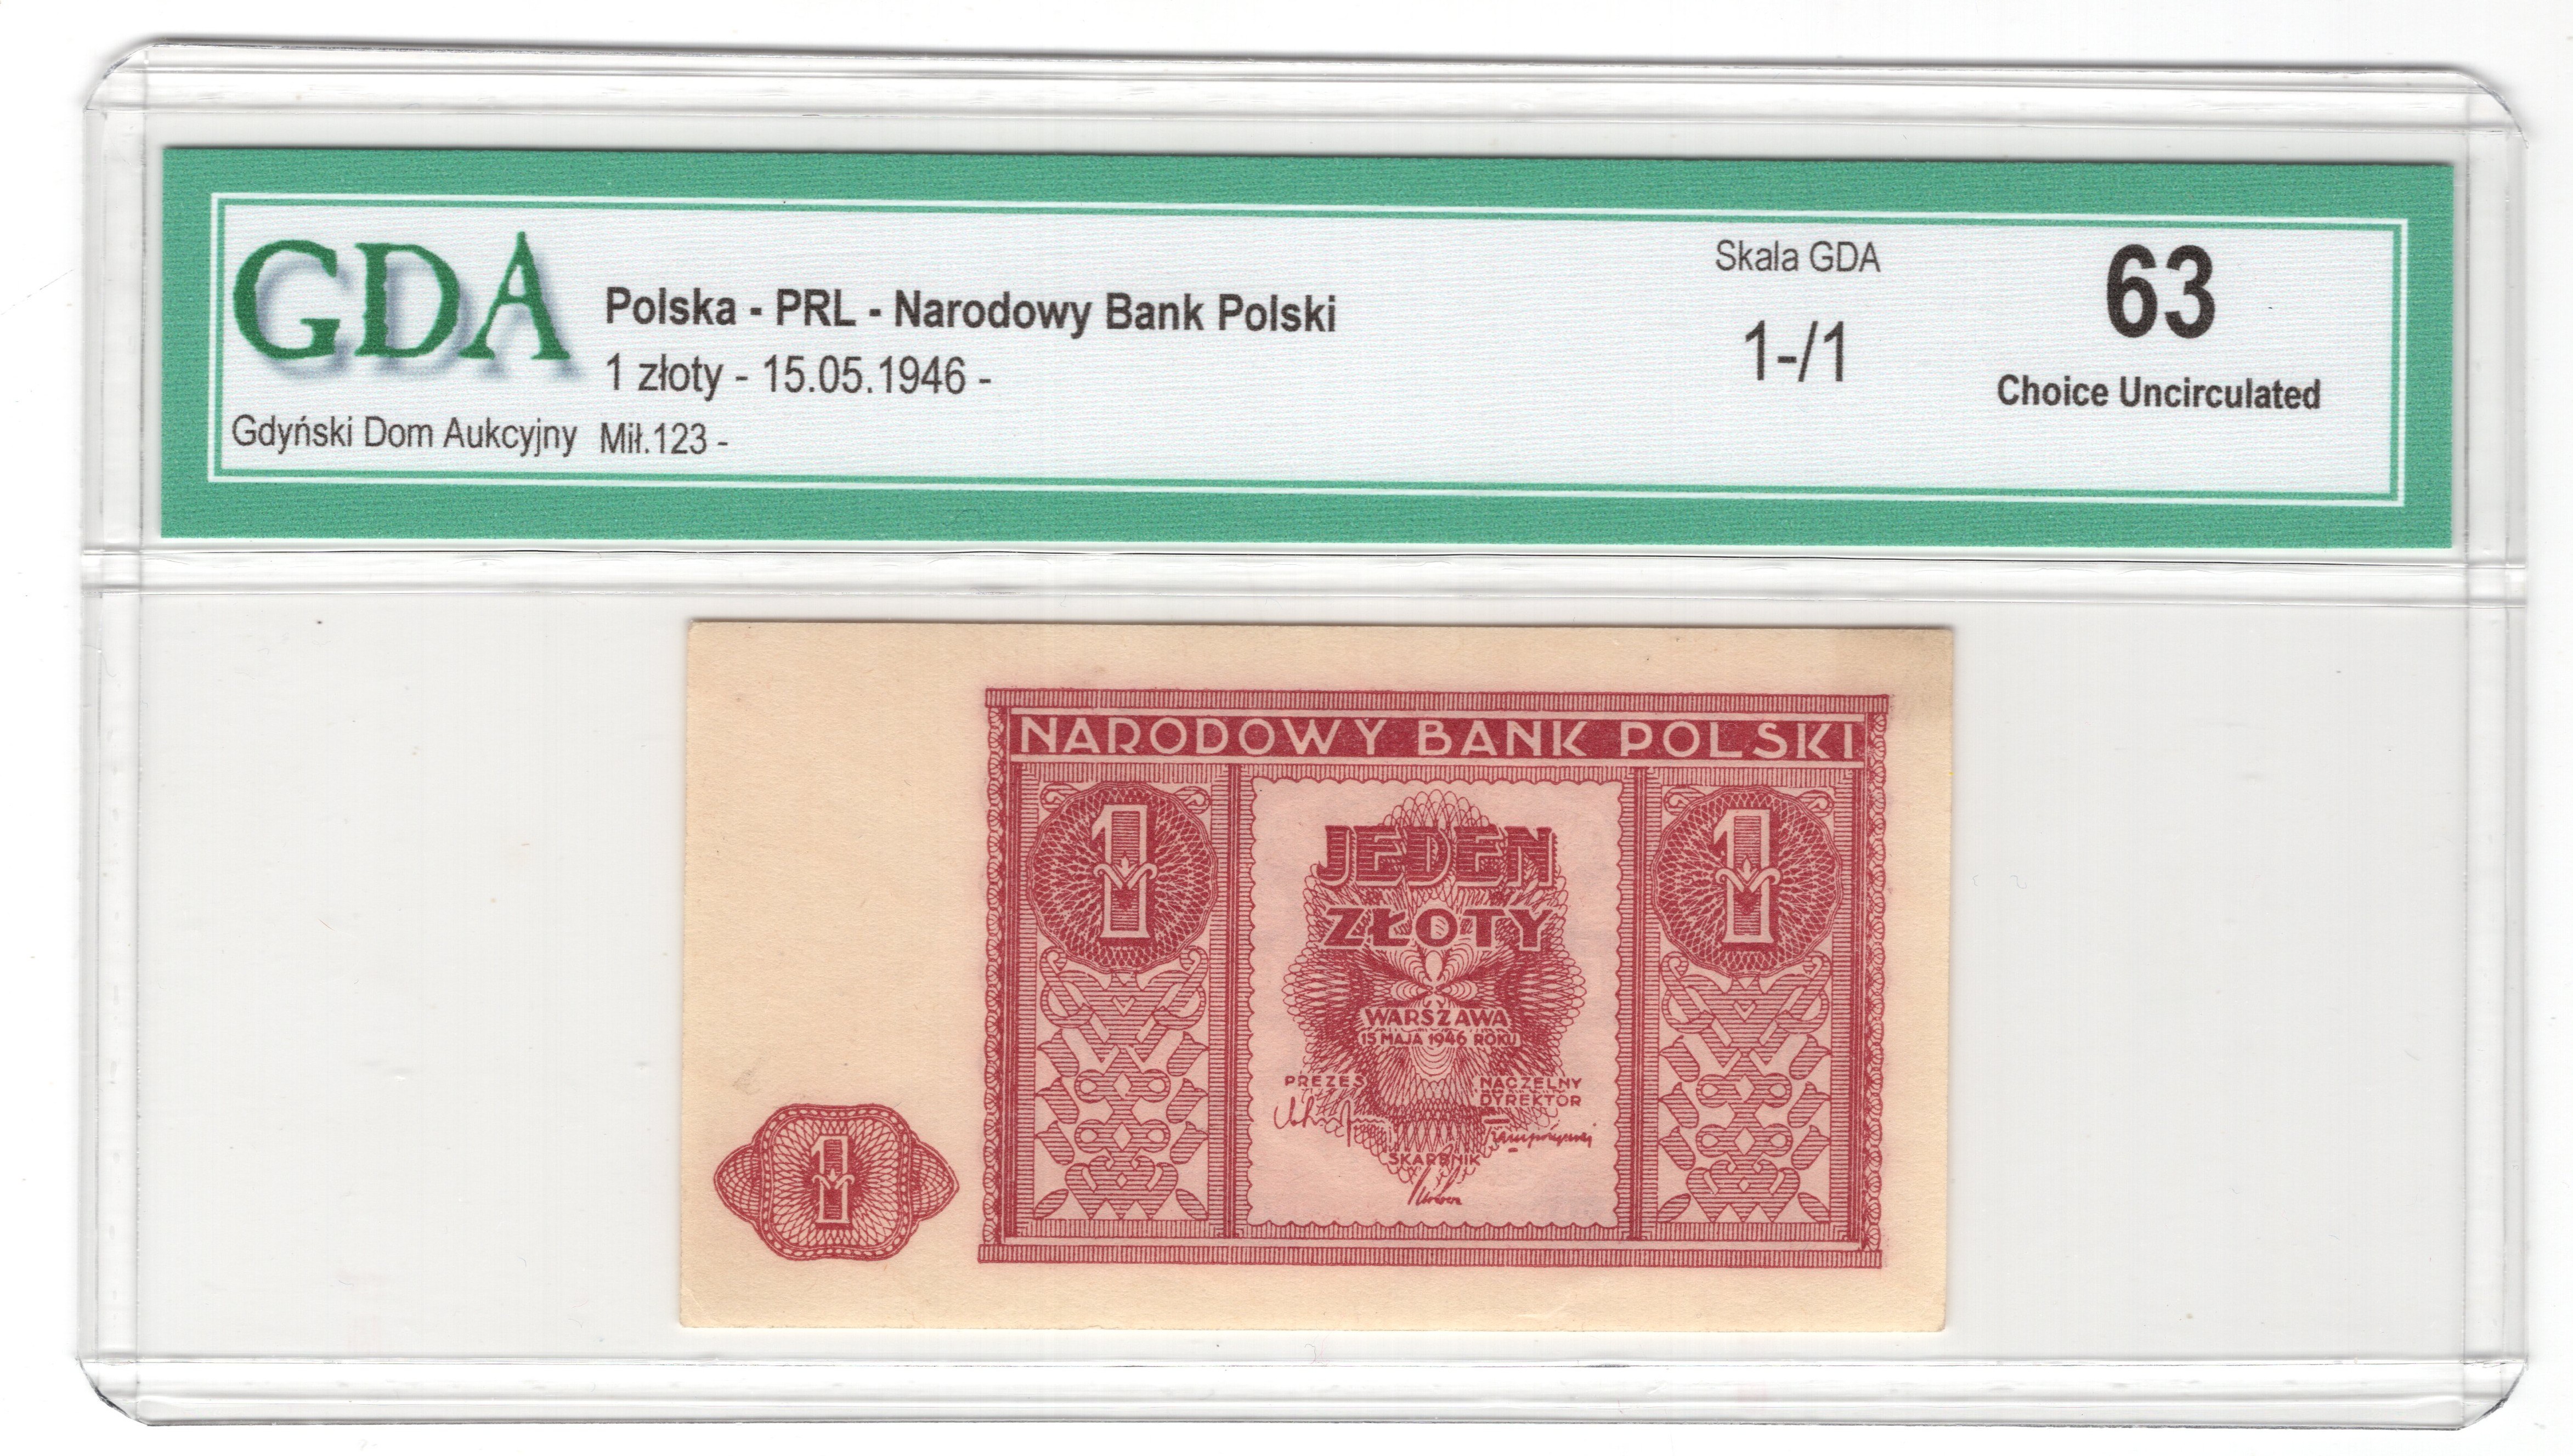 GDA
Gdyński Dom Aukcyjny
Polska - PRL - Narodowy Bank Polski
1 złoty - 15.05.1946 -
Mił.123 -
Skala GDA
1-/1
63
Choice Uncirculated
NARODOWY BANK POLSKI
1
1
JEDEN
ZŁOTY
WARSZAWA
15 MAJA 1946 ROKU
PREZES
NACZELNY
DYREKTOR
SKARBNIK
1